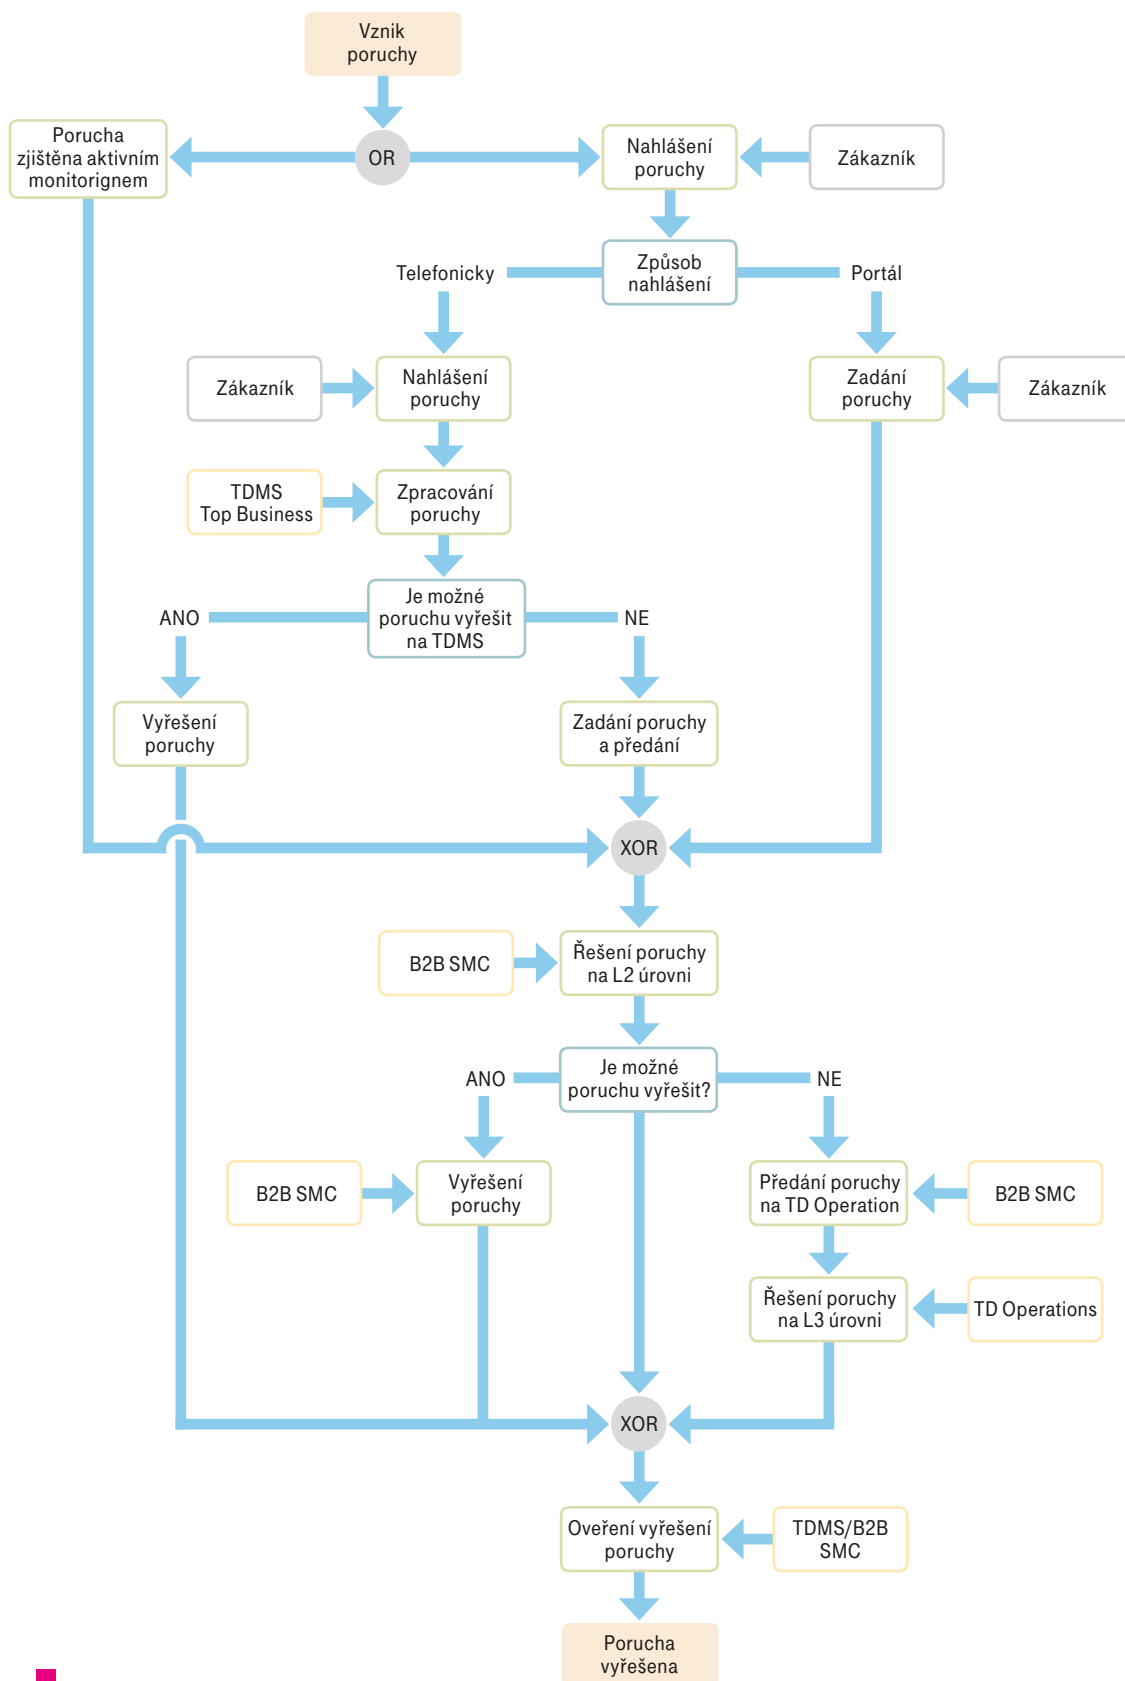 Vznik
poruchy
Porucha
zjištěna aktivním
monitorignem
OR
Nahlášení
poruchy
Zákazník
Způsob
nahlášení
Telefonicky
Portál
Zákazník
Nahlášení
poruchy
Zadání
poruchy
Zákazník
TDMS
Top Business
Zpracování
poruchy
Je možné
poruchu vyřešit
na TDMS
ANO
NE
Vyřešení
poruchy
Zadání poruchy
a předání
XOR
B2B SMC
Řešení poruchy
na L2 úrovni
Je možné
poruchu vyřešit?
ANO
NE
B2B SMC
Vyřešení
poruchy
Předání poruchy
na TD Operation
B2B SMC
Řešení poruchy
na L3 úrovni
TD Operations
XOR
Oveření vyřešení
poruchy
TDMS/B2B
SMC
Porucha
vyřešena